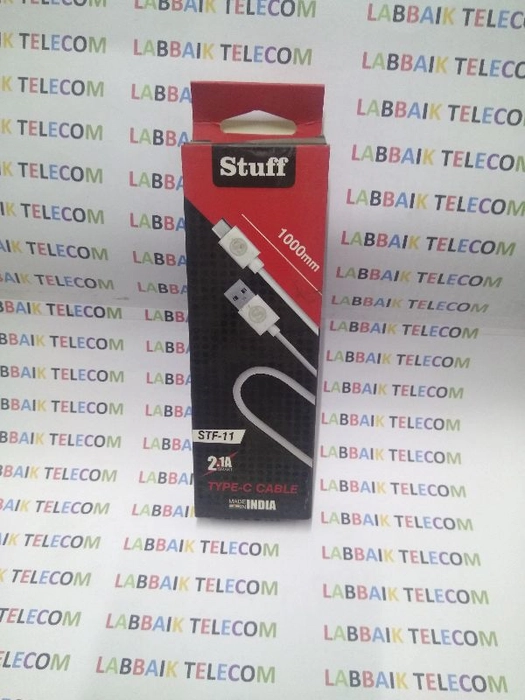 LABBAIK TELECOM
Stuff
1000mm
STF-11
2.1A
TYPE-C CABLE
MADE IN INDIA